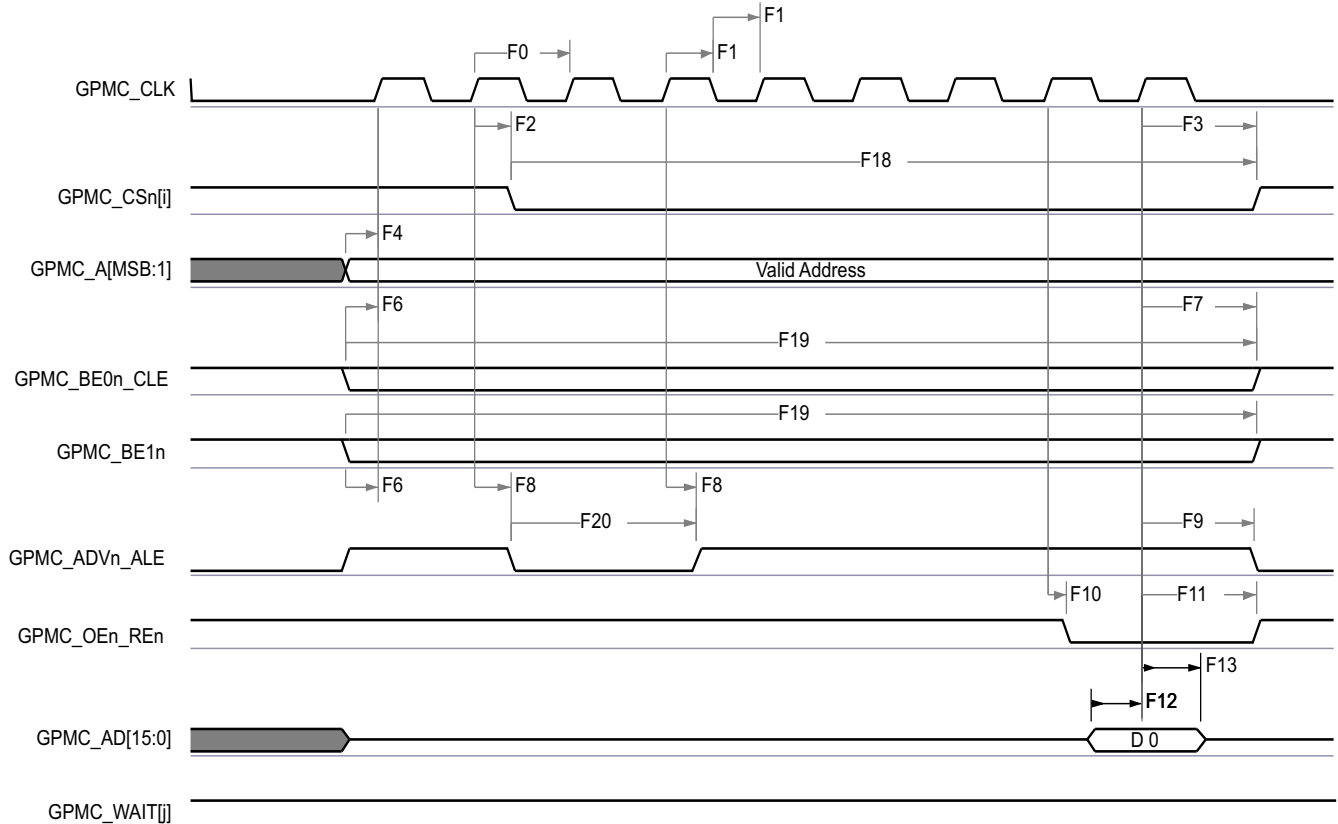 F1
F0
F1
GPMC_CLK
F2
F3
F18
GPMC_CSn[i]
F4
GPMC_A[MSB:1]
Valid Address
F6
F7
F19
GPMC_BE0n_CLE
F19
GPMC_BE1n
F6
F8
F8
F20
F9
GPMC_ADVn_ALE
F10
F11
GPMC_OEn_REn
F13
F12
GPMC_AD[15:0]
D 0
GPMC_WAIT[j]